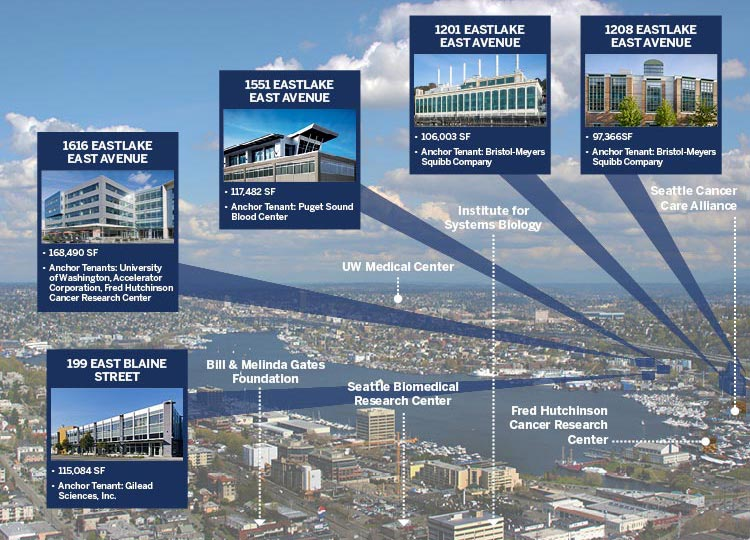 1201 EASTLAKE
EAST AVENUE
• 106,003 SF
• Anchor Tenant: Bristol-Meyers
Squibb Company
1208 EASTLAKE
EAST AVENUE
• 97,366SF
• Anchor Tenant: Bristol-Meyers
Squibb Company
1551 EASTLAKE
EAST AVENUE
• 117,482 SF
• Anchor Tenant: Puget Sound
Blood Center
1616 EASTLAKE
EAST AVENUE
• 168,490 SF
• Anchor Tenants: University
of Washington, Accelerator
Corporation, Fred Hutchinson
Cancer Research Center
Seattle Cancer
Care Alliance
Institute for
Systems Biology
UW Medical Center
199 EAST BLAINE
STREET
• 115,084 SF
• Anchor Tenant: Gilead
Sciences, Inc.
Bill & Melinda Gates
Foundation
Seattle Biomedical
Research Center
Fred Hutchinson
Cancer Research
Center